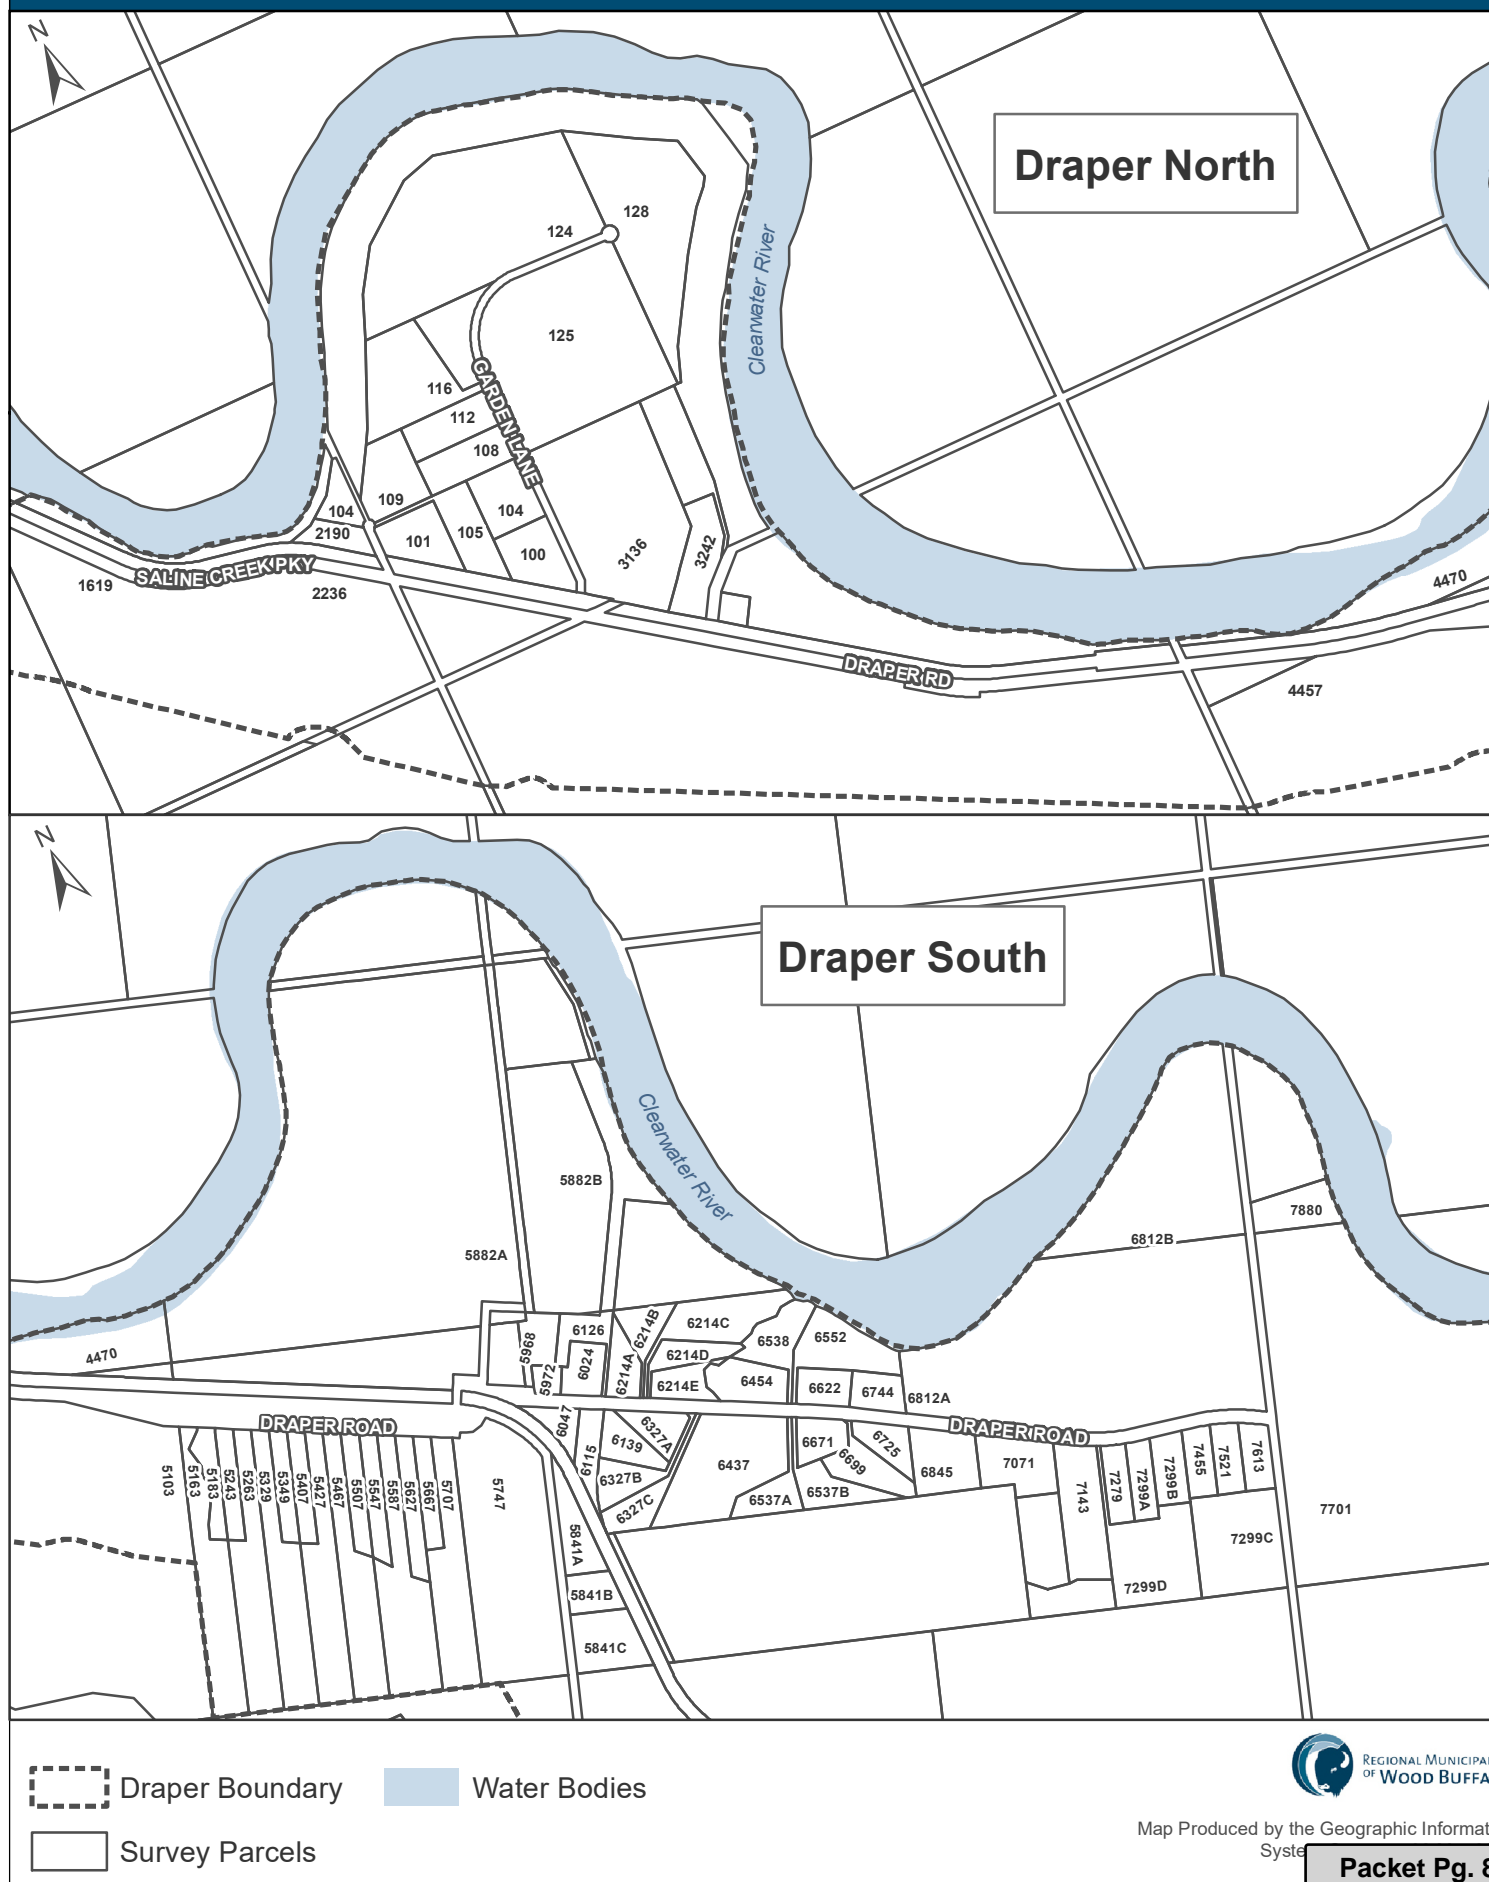 N
Draper North
128
124
Clearwater River
125
GARDEN LANE
116
112
108
109
104
104
2190
101
105
100
3136
3242
SALINE CREEK PKY
1619
2236
4470
DRAPER RD
4457
N
Draper South
Clearwater River
5882B
7880
6812B
5882A
6214B
6214C
6126
6538
6552
5968
6024
6214D
4470
5972
6214A
6214E
6454
6622
6744
6812A
DRAPER ROAD
6047
6327A
DRAPER ROAD
6139
6671
6725
6115
6437
6699
6845
7071
7455
7521
7613
5103
5163
5183
5243
5263
5329
5349
5407
5427
5467
5507
5547
5587
5627
5667
5707
5747
6327B
6327C
6537A
6537B
7143
7279
7299A
7299B
7701
5841A
7299C
5841B
7299D
5841C
Draper Boundary
Water Bodies
Survey Parcels
REGIONAL MUNICIPA
OF WOOD BUFFA
Map Produced by the Geographic Informat
Syste
Packet Pg. 8